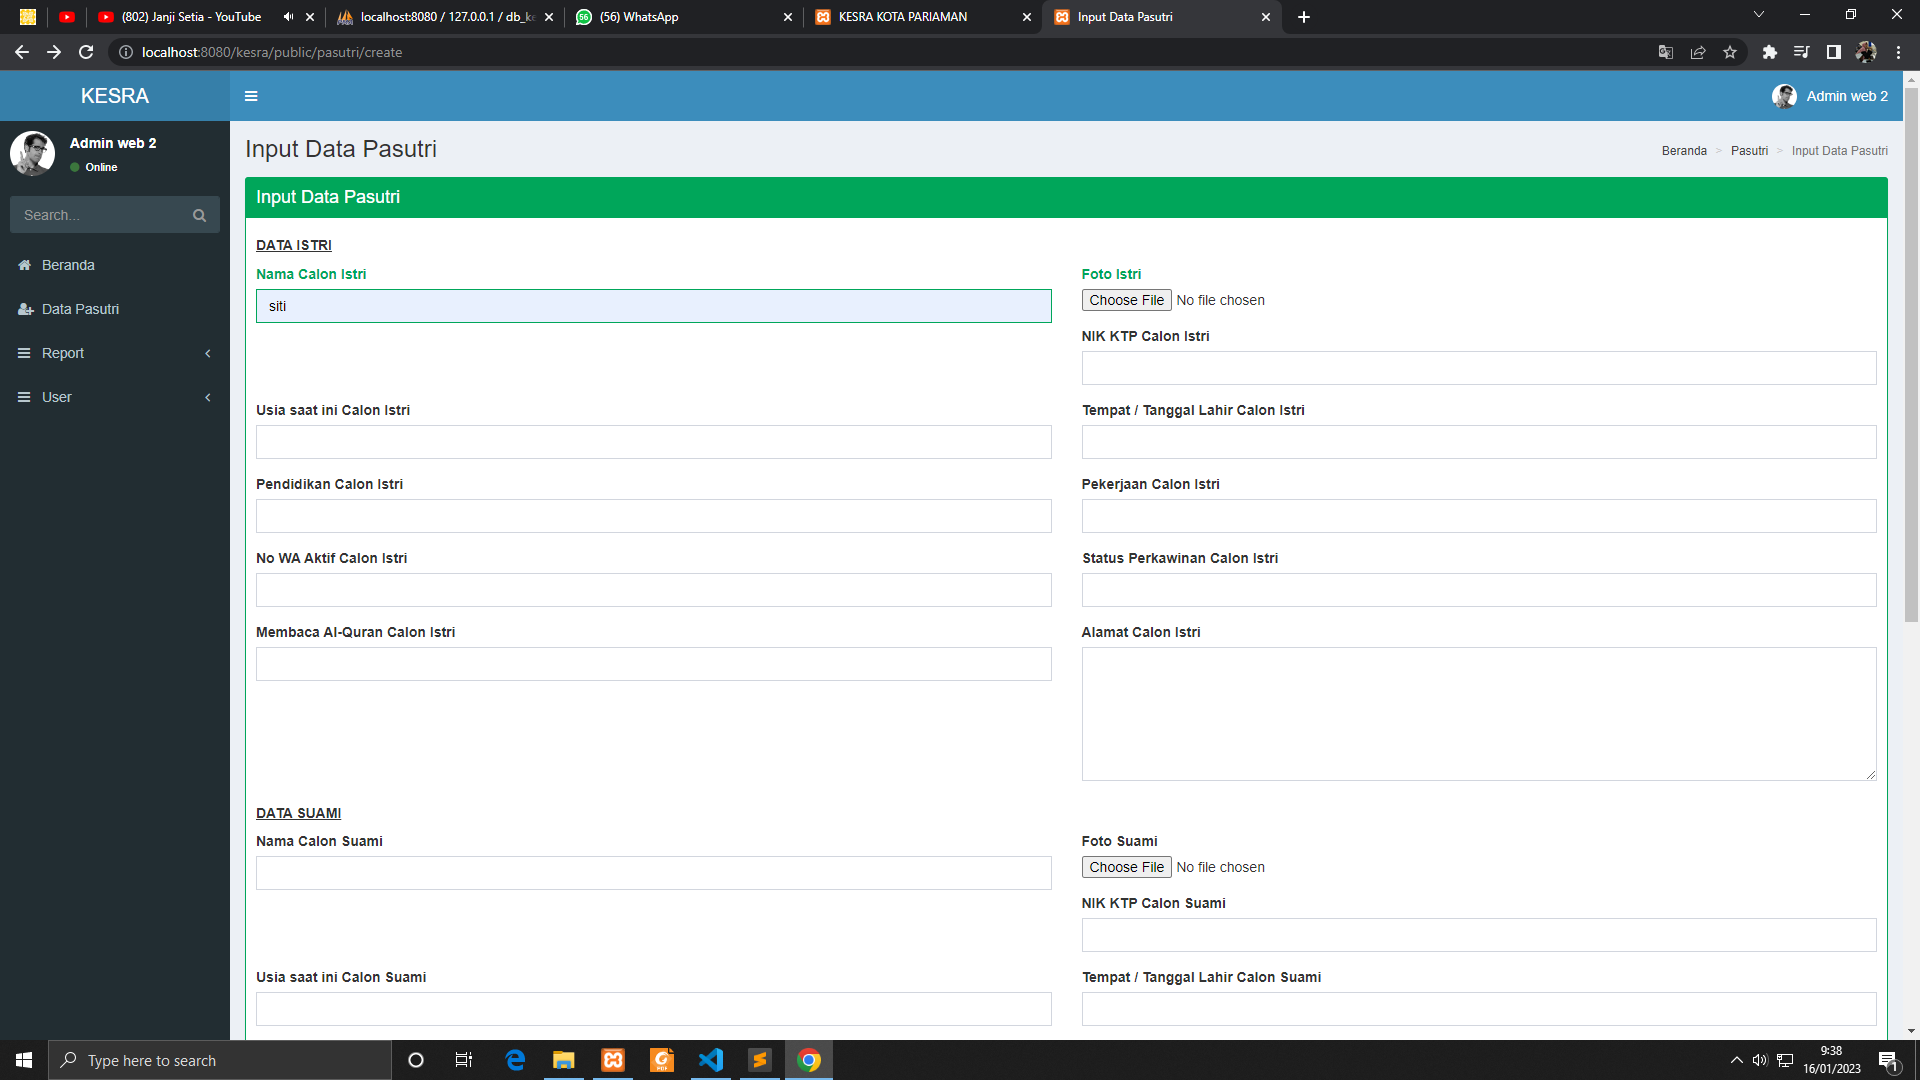 (802) Janji Setia - YouTube
localhost:8080 / 127.0.0.1 / db_ke
56 (56) WhatsApp
KESRA KOTA PARIAMAN
Input Data Pasutri
localhost:8080/kesra/public/pasutri/create
KESRA
Admin web 2
Admin web 2
Online
Search...
Beranda
Data Pasutri
Report
User
Input Data Pasutri
Beranda > Pasutri > Input Data Pasutri
Input Data Pasutri
DATA ISTRI
Nama Calon Istri
siti
Foto Istri
Choose File No file chosen
NIK KTP Calon Istri
Usia saat ini Calon Istri
Tempat / Tanggal Lahir Calon Istri
Pendidikan Calon Istri
Pekerjaan Calon Istri
No WA Aktif Calon Istri
Status Perkawinan Calon Istri
Membaca Al-Quran Calon Istri
Alamat Calon Istri
DATA SUAMI
Nama Calon Suami
Foto Suami
Choose File No file chosen
NIK KTP Calon Suami
Usia saat ini Calon Suami
Tempat / Tanggal Lahir Calon Suami
Type here to search
9:38
16/01/2023
1